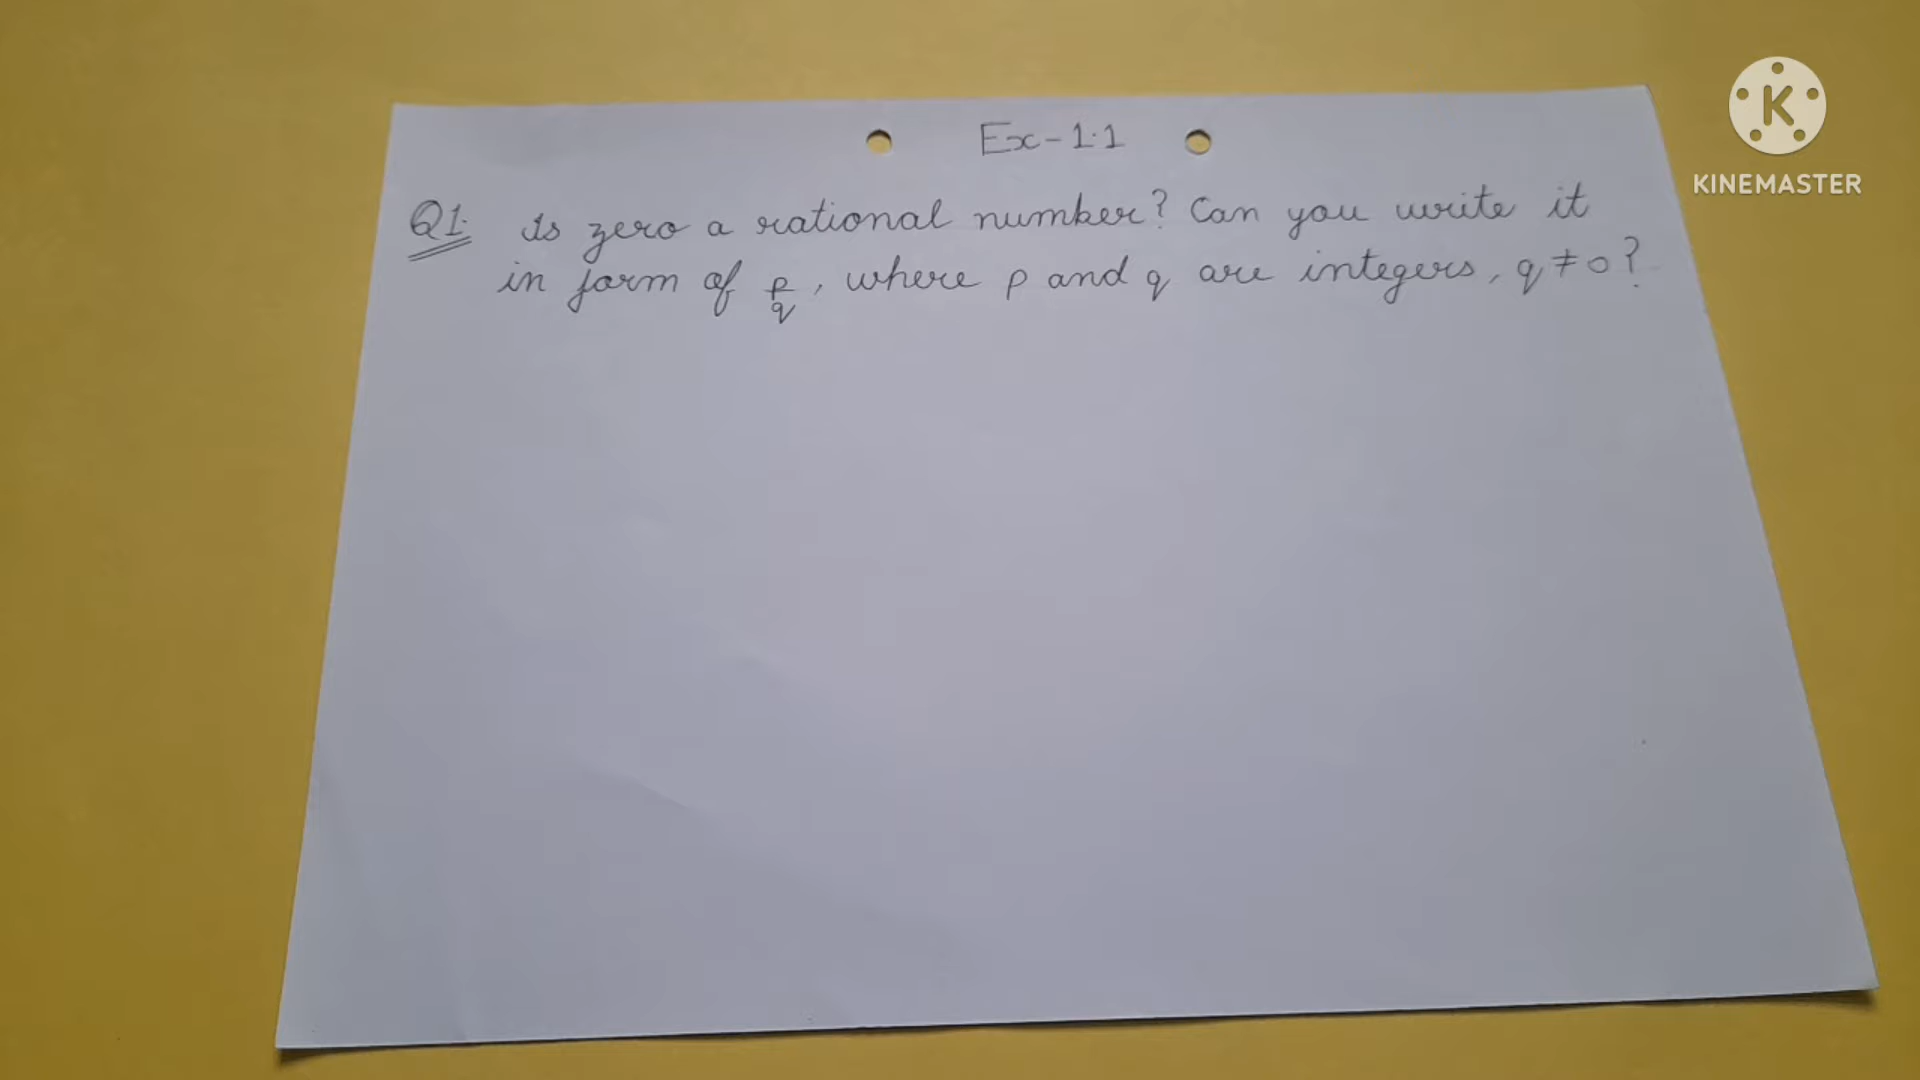 Ex-1.1
Q1. Is zero a rational number? Can you write it
in form of p/q, where p and q are integers, q ≠ 0?
KINEMASTER